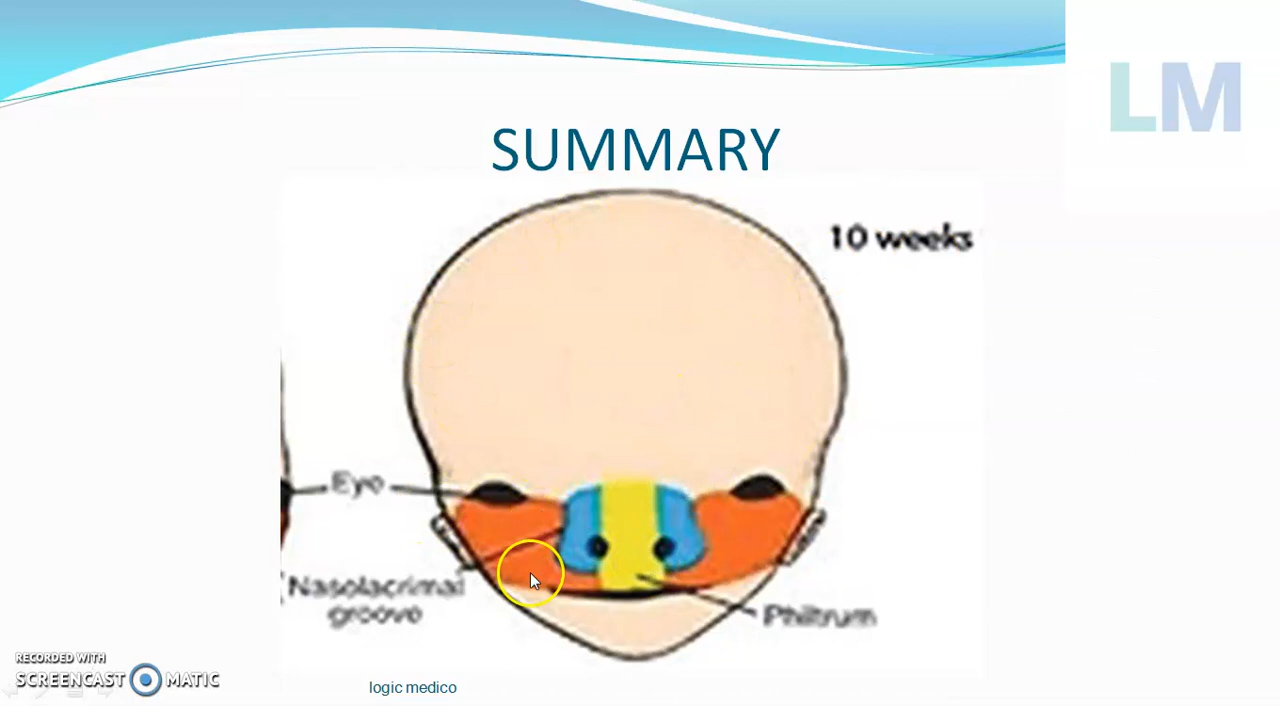 LM
SUMMARY
10 weeks
Eye
Nasolacrimal
groove
Philtrum
RECORDED WITH
SCREENCAST MATIC
logic medico